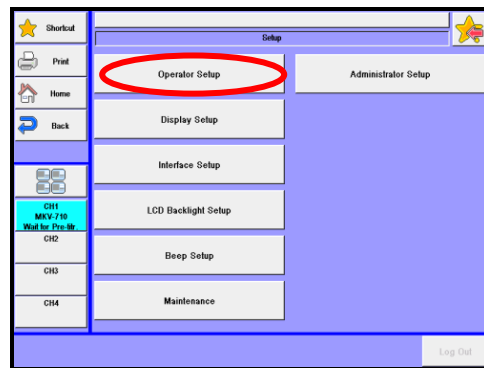 Shortcut
Setup
Print
Home
Back
Operator Setup
Administrator Setup
Display Setup
Interface Setup
LCD Backlight Setup
Beep Setup
Maintenance
CH1
MKV-710
Wait for Pre-titr.
CH2
CH3
CH4
Log Out